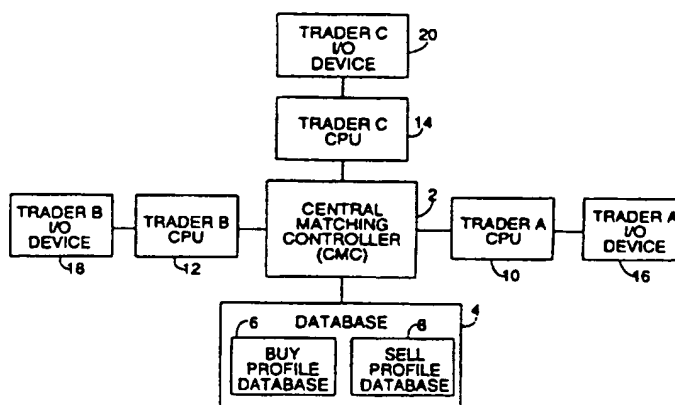 TRADER C
I/O
DEVICE
20
TRADER C
CPU
14
TRADER B
I/O
DEVICE
18
TRADER B
CPU
12
CENTRAL
MATCHING
CONTROLLER
(CMC)
2
TRADER A
CPU
10
TRADER A
I/O
DEVICE
16
DATABASE
4
6
BUY
PROFILE
DATABASE
8
SELL
PROFILE
DATABASE